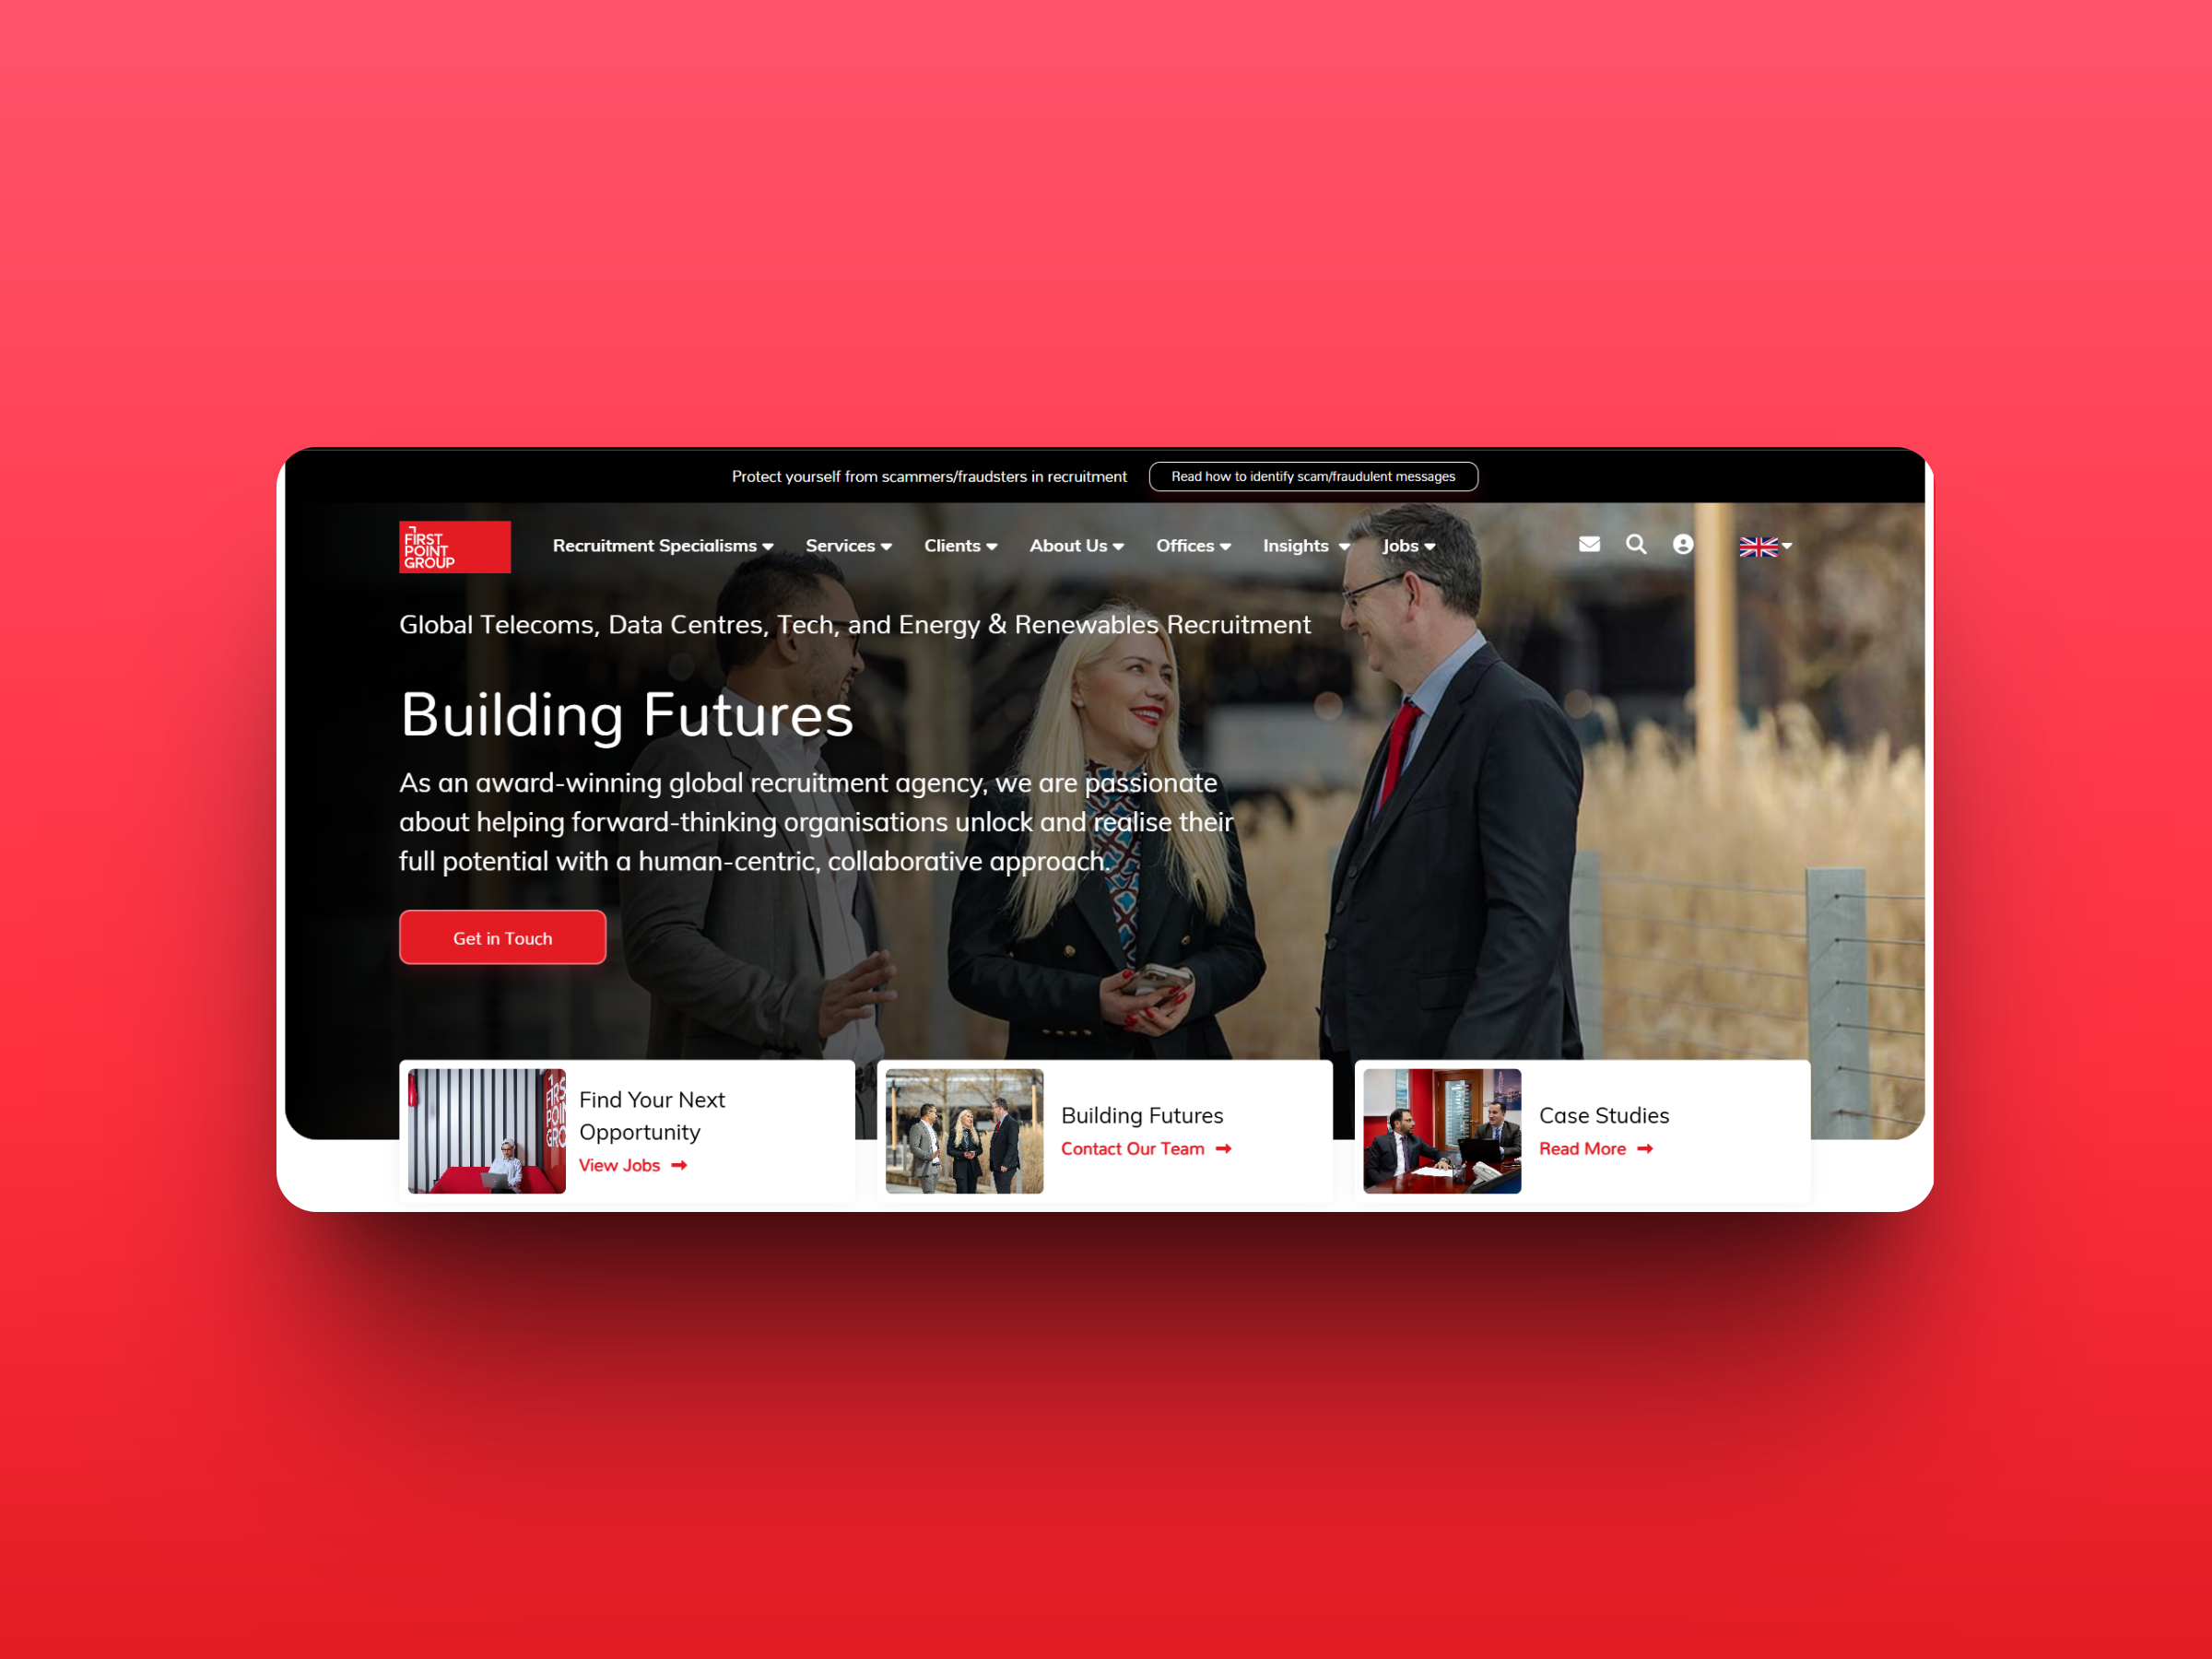 Protect yourself from scammers/fraudsters in recruitment Read how to identify scam/fraudulent messages
FIRST
POINT
GROUP
Recruitment Specialisms Services Clients About Us Offices Insights Jobs
Global Telecoms, Data Centres, Tech, and Energy & Renewables Recruitment
Building Futures
As an award-winning global recruitment agency, we are passionate
about helping forward-thinking organisations unlock and realise their
full potential with a human-centric, collaborative approach.
Get in Touch
FIRS
POIN
GRO
Find Your Next
Opportunity
View Jobs
Building Futures
Contact Our Team
Case Studies
Read More